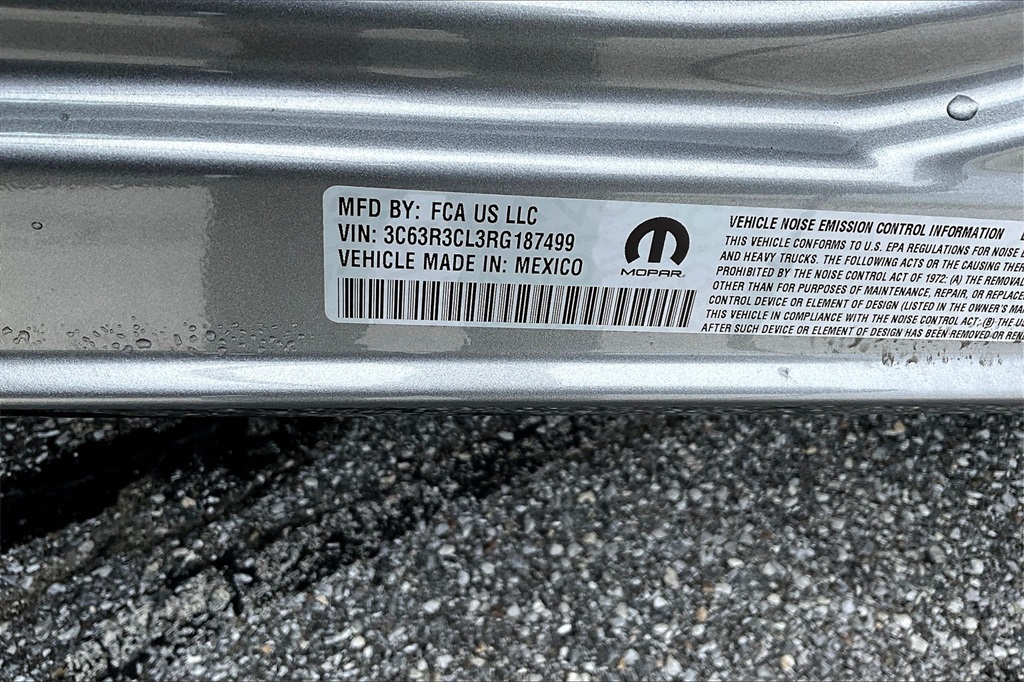 MFD BY: FCA US LLC
VIN: 3C63R3CL3RG187499
VEHICLE MADE IN: MEXICO
MOPAR
VEHICLE NOISE EMISSION CONTROL INFORMATION
THIS VEHICLE CONFORMS TO U.S. EPA REGULATIONS FOR NOISE
AND HEAVY TRUCKS. THE FOLLOWING ACTS OR THE CAUSING
PROHIBITED BY THE NOISE CONTROL ACT OF 1972: (A) THE REMOVAL
OTHER THAN FOR PURPOSES OF MAINTENANCE, REPAIR, OR
CONTROL DEVICE OR ELEMENT OF DESIGN (LISTED IN THE OWNER'S
THIS VEHICLE IN COMPLIANCE WITH THE NOISE CONTROL ACT; (B) THE
AFTER SUCH DEVICE OR ELEMENT OF DESIGN HAS BEEN REMOVED OR